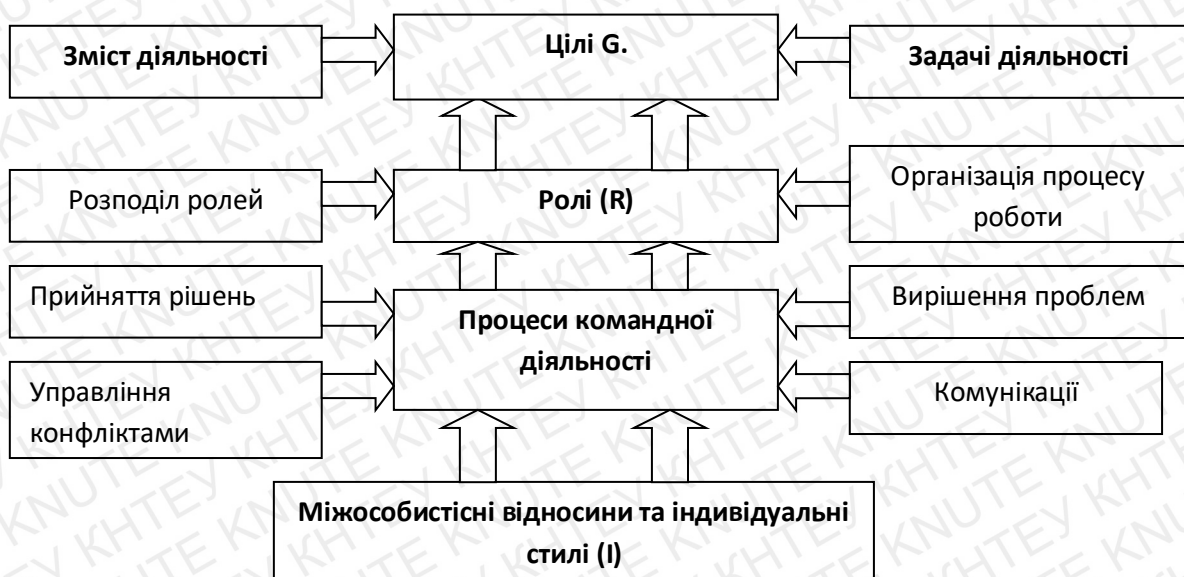 Зміст діяльності
Цілі G.
Задачі діяльності
Розподіл ролей
Ролі (R)
Організація процесу
роботи
Прийняття рішень
Процеси командної
діяльності
Вирішення проблем
Управління
конфліктами
Комунікації
Міжособистісні відносини та індивідуальні
стилі (I)